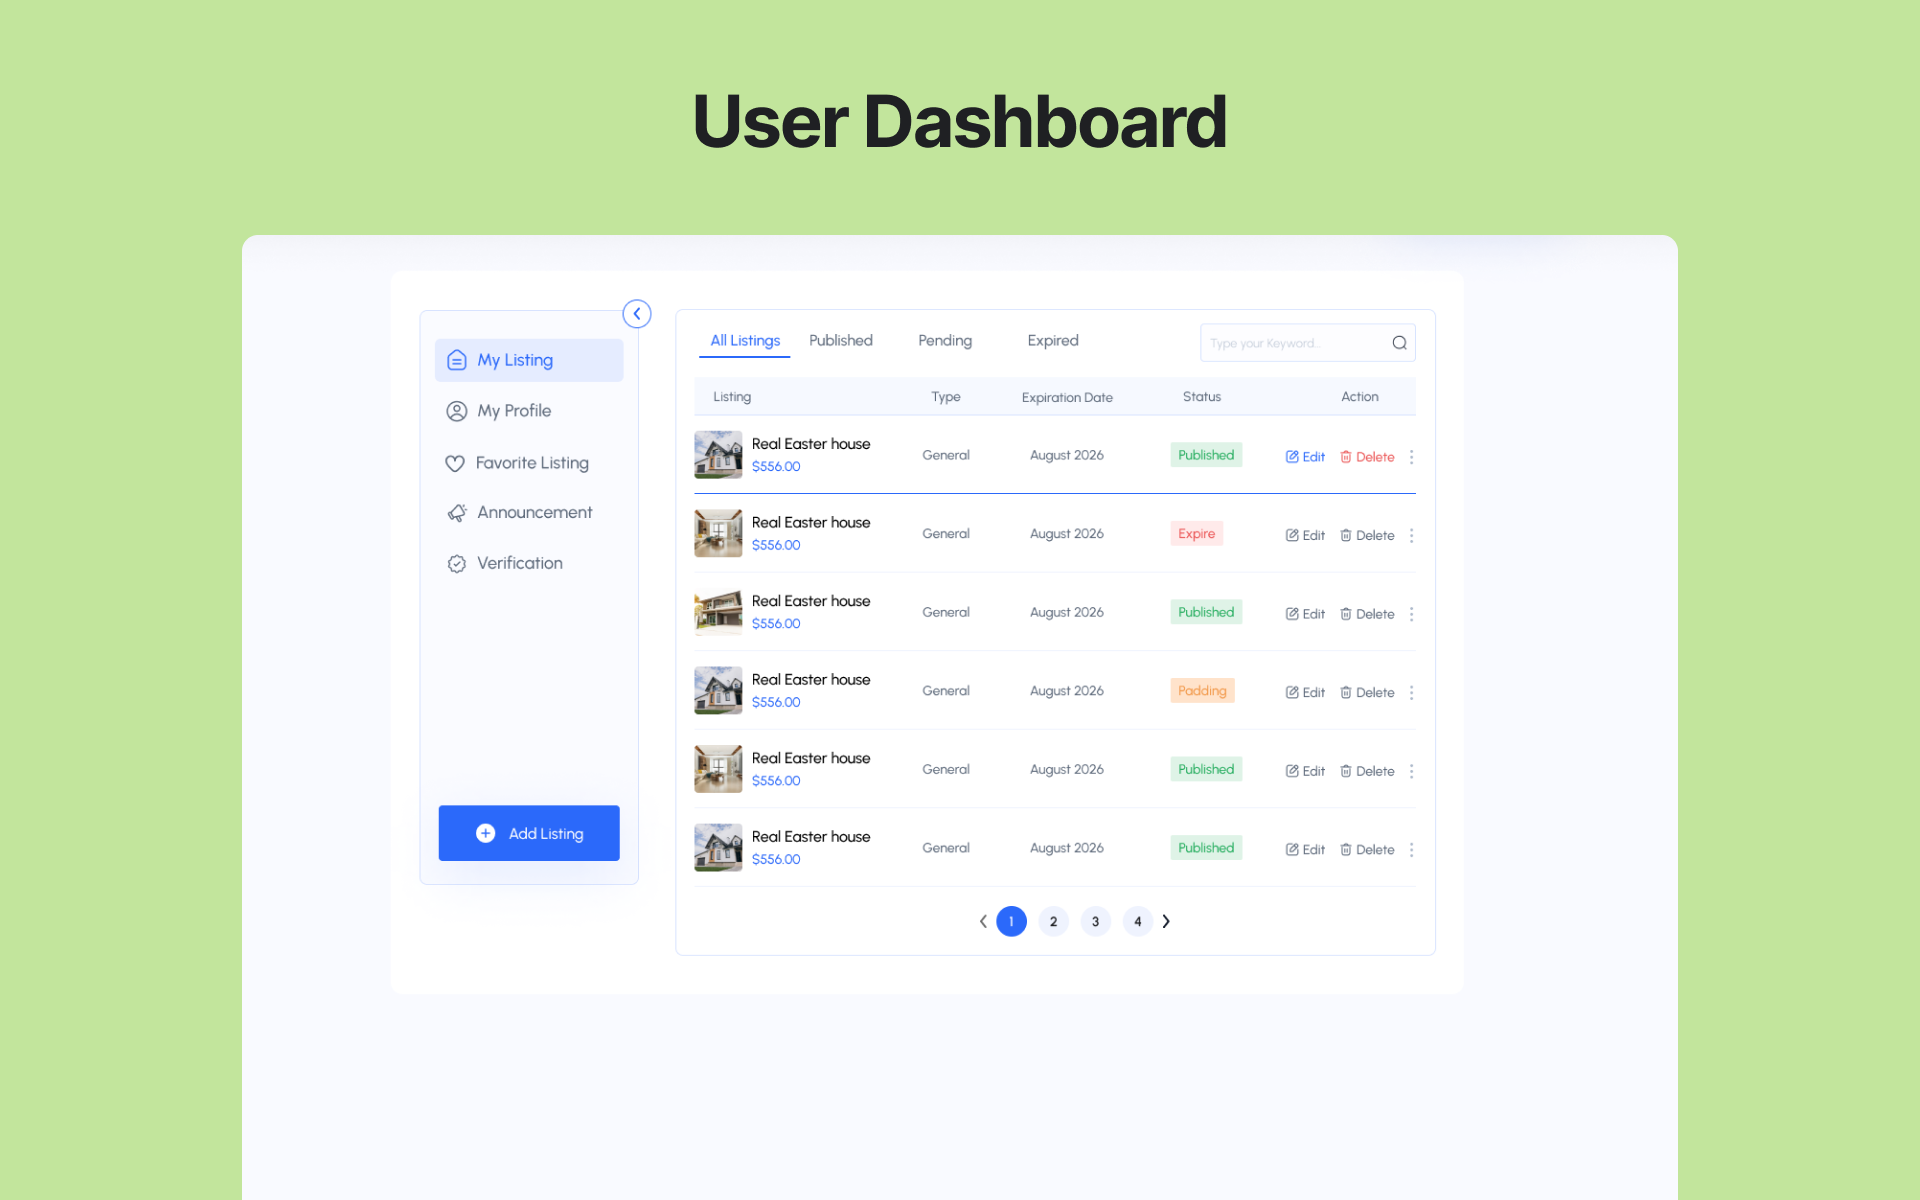 User Dashboard
My Listing
My Profile
Favorite Listing
Announcement
Verification
Add Listing
All Listings Published Pending Expired Type your Keyword..
Listing Type Expiration Date Status Action
Real Easter house
$556.00
General August 2026 Published Edit Delete
Real Easter house
$556.00
General August 2026 Expire Edit Delete
Real Easter house
$556.00
General August 2026 Published Edit Delete
Real Easter house
$556.00
General August 2026 Padding Edit Delete
Real Easter house
$556.00
General August 2026 Published Edit Delete
Real Easter house
$556.00
General August 2026 Published Edit Delete
1 2 3 4